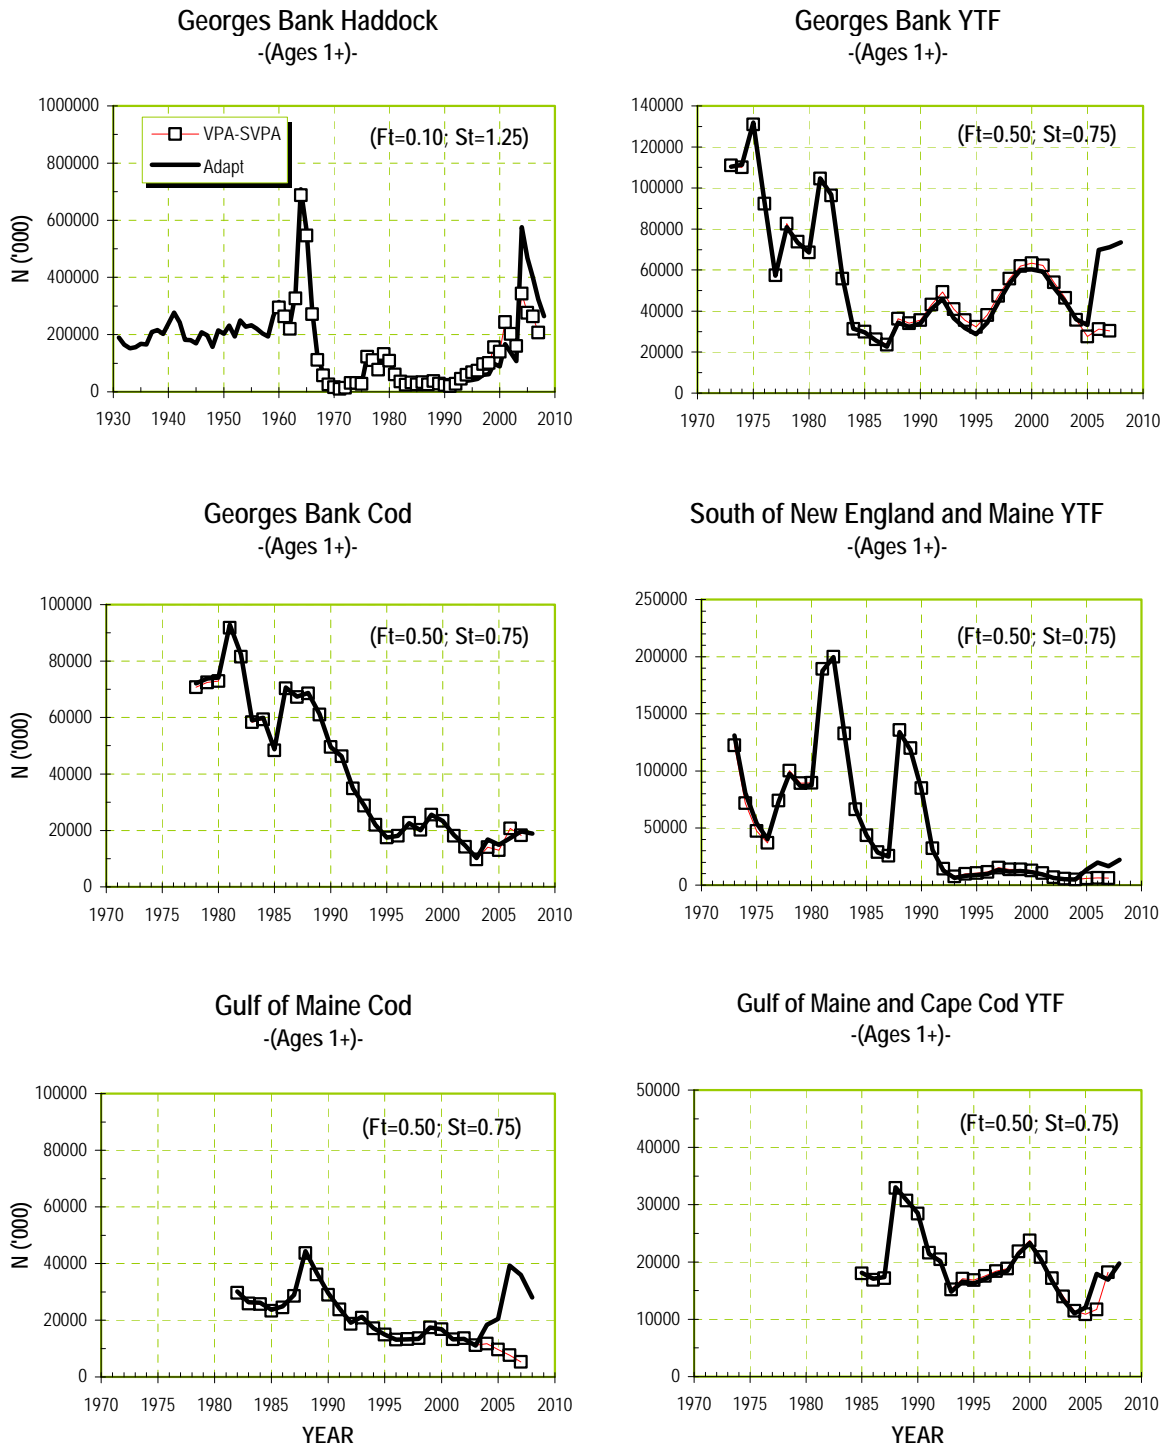 Georges Bank Haddock
-(Ages 1+)-
N ('000)
1000000
800000
600000
400000
200000
0
VPA-SVPA
Adapt
(Ft=0.10; St=1.25)
1930 1940 1950 1960 1970 1980 1990 2000 2010
Georges Bank YTF
-(Ages 1+)-
140000
120000
100000
80000
60000
40000
20000
0
(Ft=0.50; St=0.75)
1970 1975 1980 1985 1990 1995 2000 2005 2010
Georges Bank Cod
-(Ages 1+)-
N ('000)
100000
80000
60000
40000
20000
0
(Ft=0.50; St=0.75)
1970 1975 1980 1985 1990 1995 2000 2005 2010
South of New England and Maine YTF
-(Ages 1+)-
250000
200000
150000
100000
50000
0
(Ft=0.50; St=0.75)
1970 1975 1980 1985 1990 1995 2000 2005 2010
Gulf of Maine Cod
-(Ages 1+)-
N ('000)
100000
80000
60000
40000
20000
0
(Ft=0.50; St=0.75)
1970 1975 1980 1985 1990 1995 2000 2005 2010
YEAR
Gulf of Maine and Cape Cod YTF
-(Ages 1+)-
50000
40000
30000
20000
10000
0
(Ft=0.50; St=0.75)
1970 1975 1980 1985 1990 1995 2000 2005 2010
YEAR